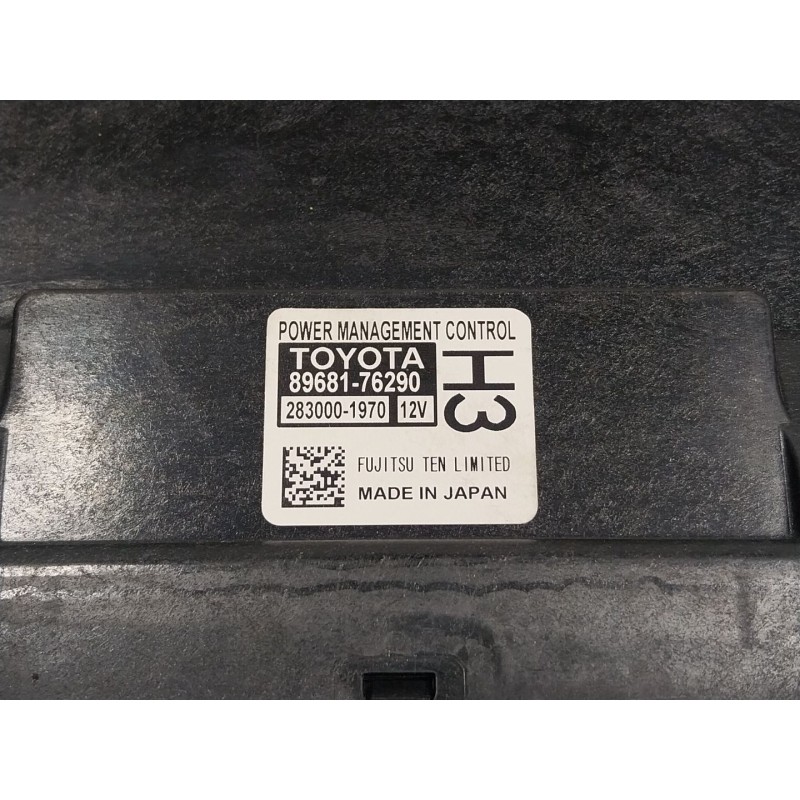 POWER MANAGEMENT CONTROL
TOYOTA
89681-76290
283000-1970 12V
H3
FUJITSU TEN LIMITED
MADE IN JAPAN